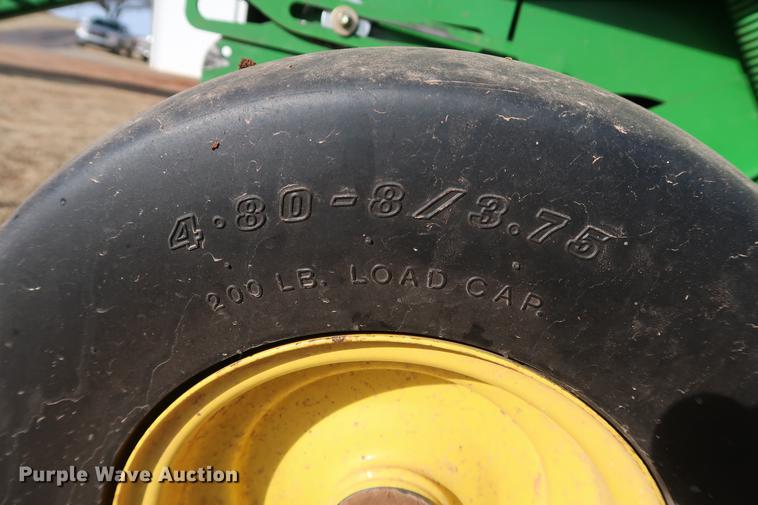 4.80-8/3.75
200 LB. LOAD CAP.
Purple Wave Auction